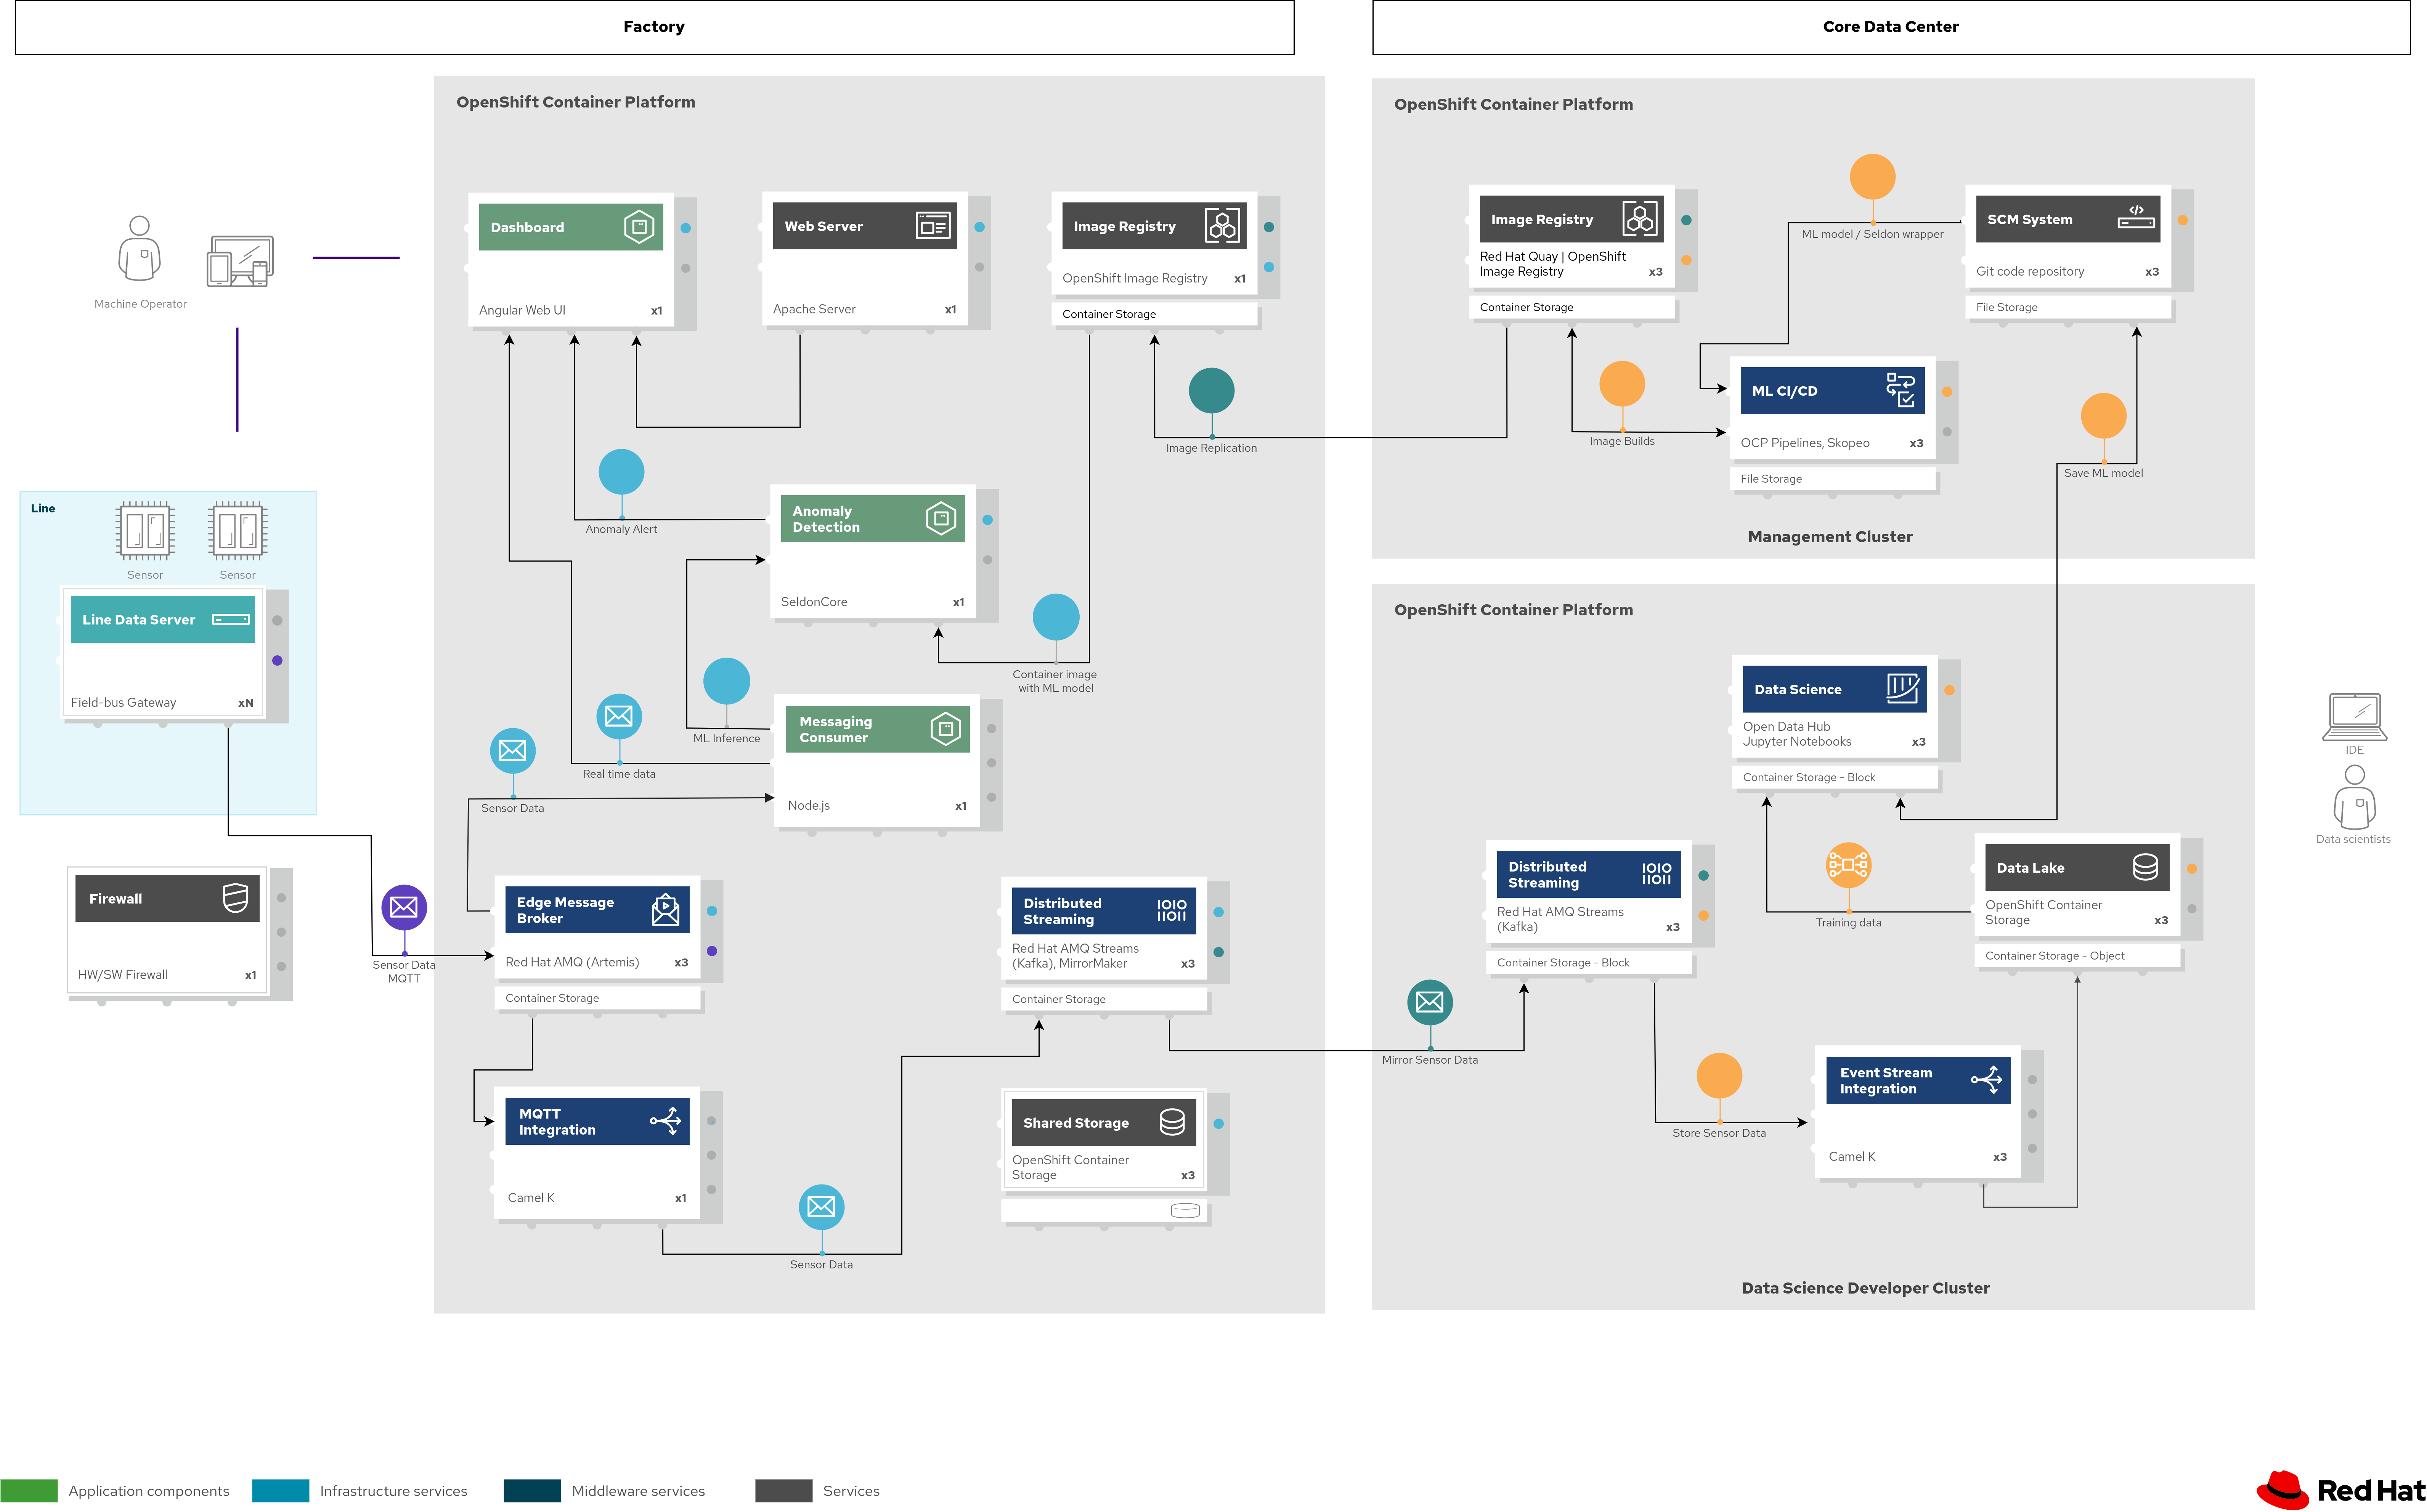 Factory
Core Data Center
OpenShift Container Platform
Dashboard
Angular Web UI
x1
Web Server
Apache Server
x1
Image Registry
OpenShift Image Registry
x1
Container Storage
Machine Operator
Image Replication
Anomaly Alert
Anomaly
Detection
SeldonCore
x1
Container image
with ML model
ML Inference
Messaging
Consumer
Node.js
x1
Real time data
Sensor Data
Line
Sensor
Sensor
Line Data Server
Field-bus Gateway
xN
Firewall
HW/SW Firewall
x1
Sensor Data
MQTT
Edge Message
Broker
Red Hat AMQ (Artemis)
x3
Container Storage
Distributed
Streaming
Red Hat AMQ Streams
(Kafka), MirrorMaker
x3
Container Storage
MQTT
Integration
Camel K
x1
Sensor Data
Shared Storage
OpenShift Container
Storage
x3
OpenShift Container Platform
Image Registry
Red Hat Quay | OpenShift
Image Registry
x3
Container Storage
ML model / Seldon wrapper
SCM System
Git code repository
x3
File Storage
Image Builds
ML CI/CD
OCP Pipelines, Skopeo
x3
File Storage
Save ML model
Management Cluster
OpenShift Container Platform
Data Science
Open Data Hub
Jupyter Notebooks
x3
Container Storage - Block
Distributed
Streaming
Red Hat AMQ Streams
(Kafka)
x3
Container Storage - Block
Training data
Data Lake
OpenShift Container
Storage
x3
Container Storage - Object
Mirror Sensor Data
Store Sensor Data
Event Stream
Integration
Camel K
x3
Data Science Developer Cluster
IDE
Data scientists
Application components
Infrastructure services
Middleware services
Services
Red Hat